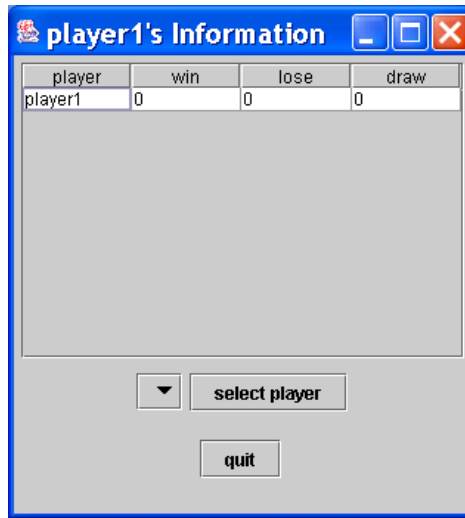 player1's Information
player win lose draw
player1 0 0 0
select player
quit